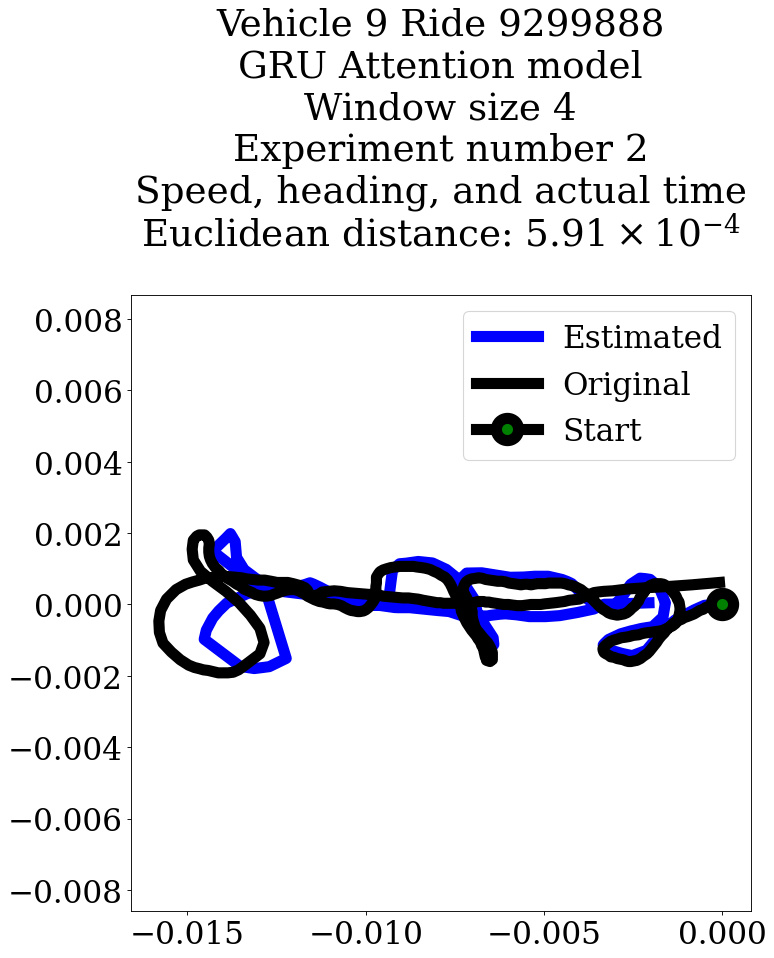 Vehicle 9 Ride 9299888
GRU Attention model
Window size 4
Experiment number 2
Speed, heading, and actual time
Euclidean distance: 5.91 × 10⁻⁴
Estimated
Original
Start
0.008
0.006
0.004
0.002
0.000
−0.002
−0.004
−0.006
−0.008
−0.015 −0.010 −0.005 0.000